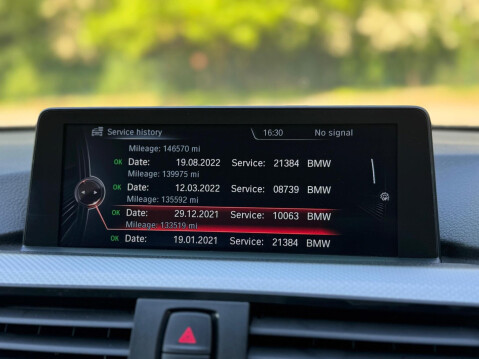 Service history 16:30 No signal
Mileage: 146570 mi
OK Date: 19.08.2022 Service: 21384 BMW
Mileage: 139975 mi
OK Date: 12.03.2022 Service: 08739 BMW
Mileage: 135592 mi
OK Date: 29.12.2021 Service: 10063 BMW
Mileage: 133519 mi
OK Date: 19.01.2021 Service: 21384 BMW